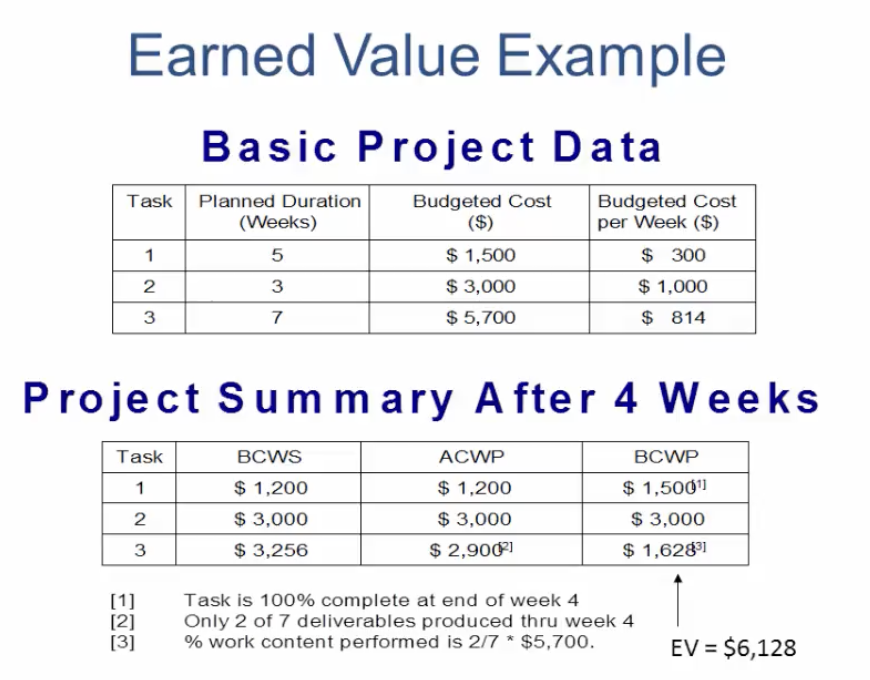 Earned Value Example
Basic Project Data
Task Planned Duration (Weeks) Budgeted Cost ($) Budgeted Cost per Week ($)
1 5 $ 1,500 $ 300
2 3 $ 3,000 $ 1,000
3 7 $ 5,700 $ 814
Project Summary After 4 Weeks
Task BCWS ACWP BCWP
1 $ 1,200 $ 1,200 $ 1,500[1]
2 $ 3,000 $ 3,000 $ 3,000
3 $ 3,256 $ 2,900[2] $ 1,628[3]
[1] Task is 100% complete at end of week 4
[2] Only 2 of 7 deliverables produced thru week 4
[3] % work content performed is 2/7 * $5,700.
EV = $6,128